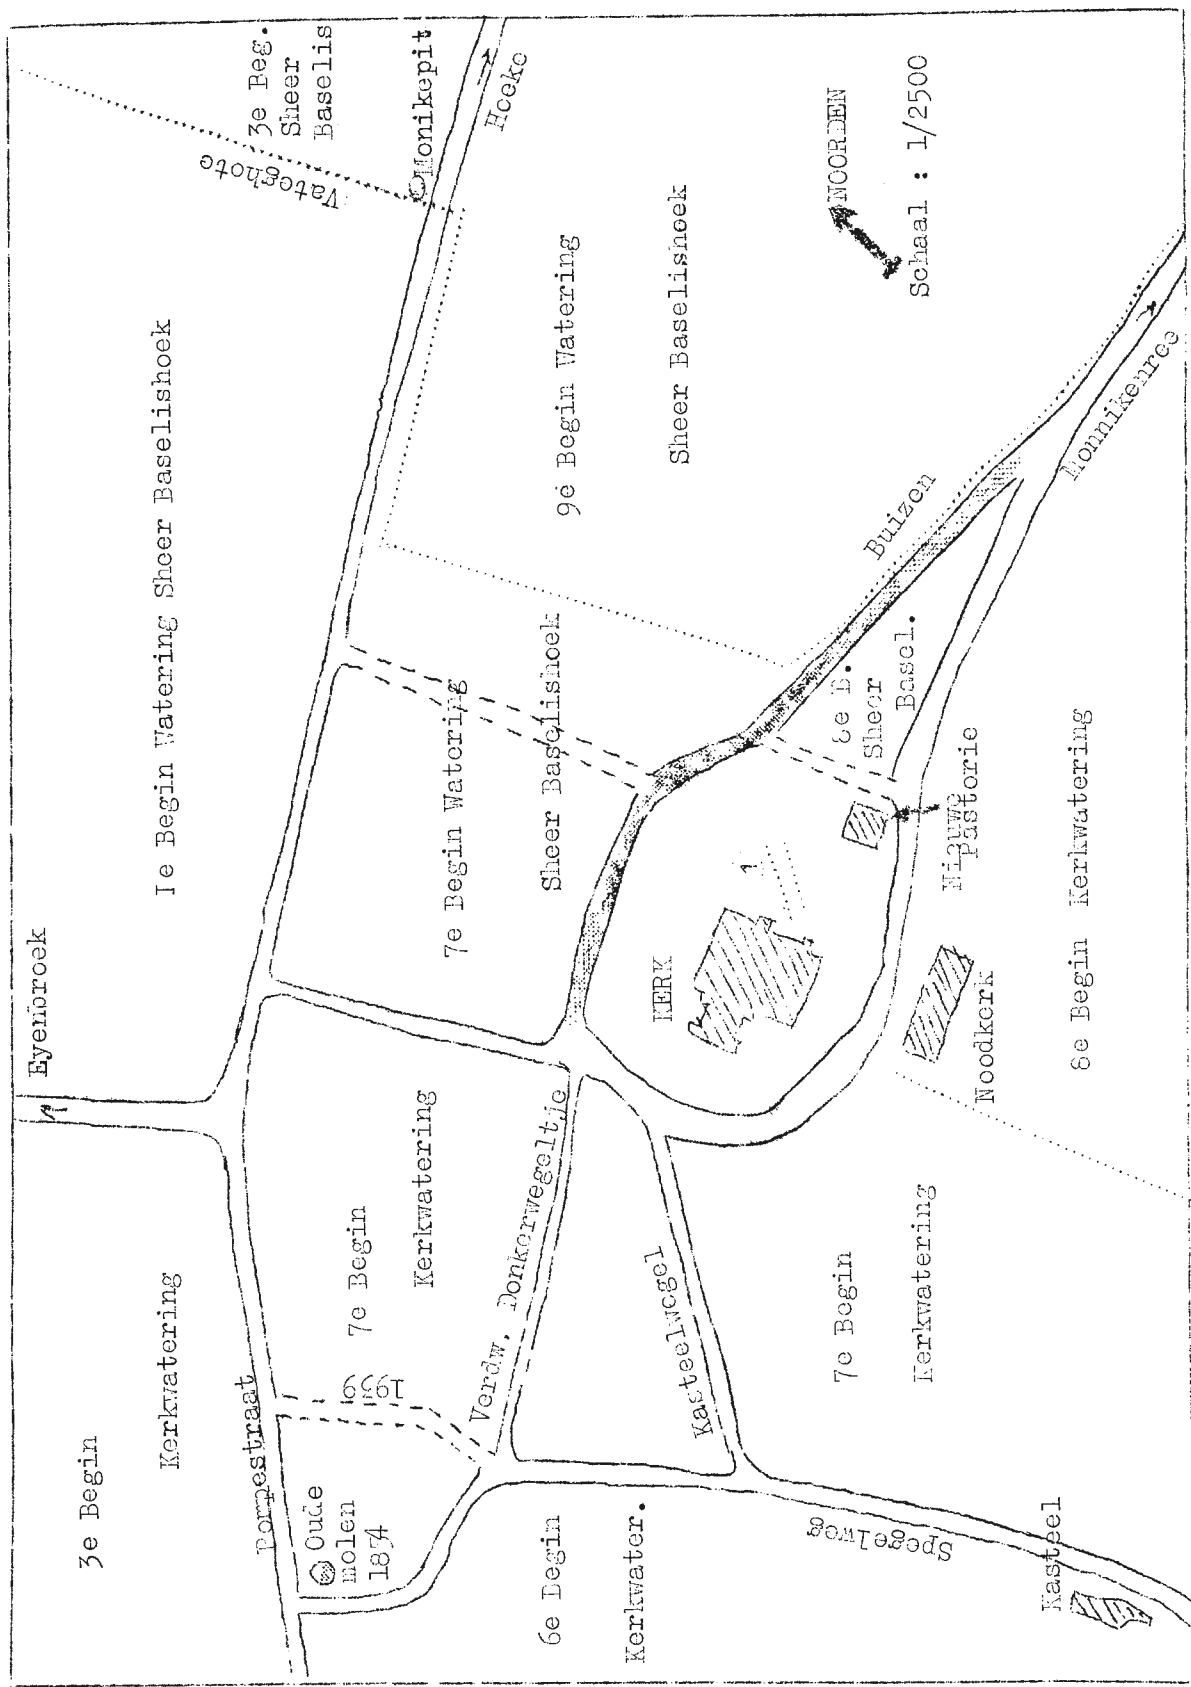 Eyenbroek
1e Begin Watering Sheer Baselishoek
3e Beg.
Sheer
Baselis
Vateghote
Monikepit
Hoeke
3e Begin
Kerkwatering
Pompestraat
Oude
molen
1834
1939
7e Begin
Kerkwatering
7e Begin Watering
Sheer Baselishoek
9e Begin Watering
Sheer Baselishoek
NOORDEN
Schaal : 1/2500
Verdw. Donkerwegeltje
KERK
Buizen
8e B.
Sheer
Basel.
6e Begin
Kerkwater.
Kasteelwegel
Spegelweg
Kasteel
7e Begin
Kerkwatering
Noodkerk
Nieuwe
Pastorie
8e Begin Kerkwatering
Monnikenree